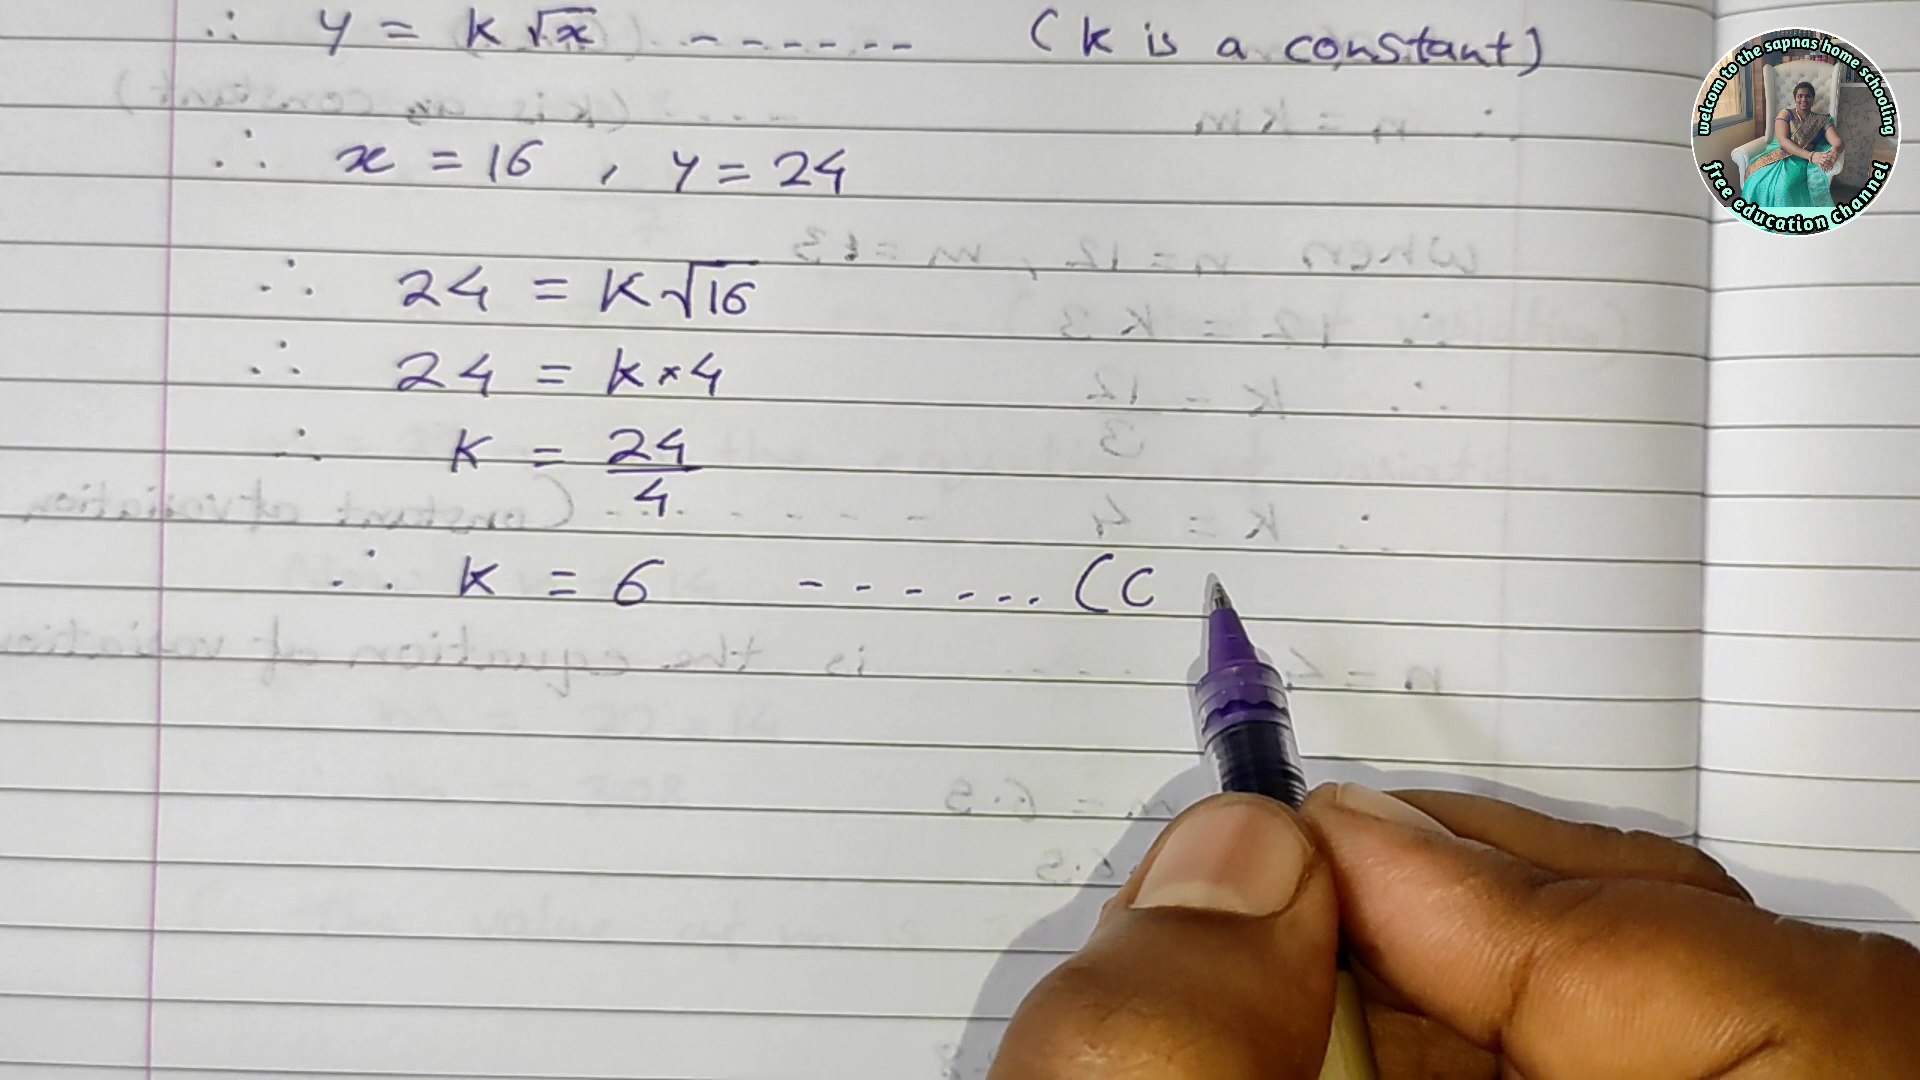 ∴ y = k √x ------ (k is a constant)
∴ x = 16 , y = 24
∴ 24 = k√16
∴ 24 = k × 4
∴ k = 24/4
∴ k = 6 ------- (C
welcom to the sapnas home schooling
free education channel